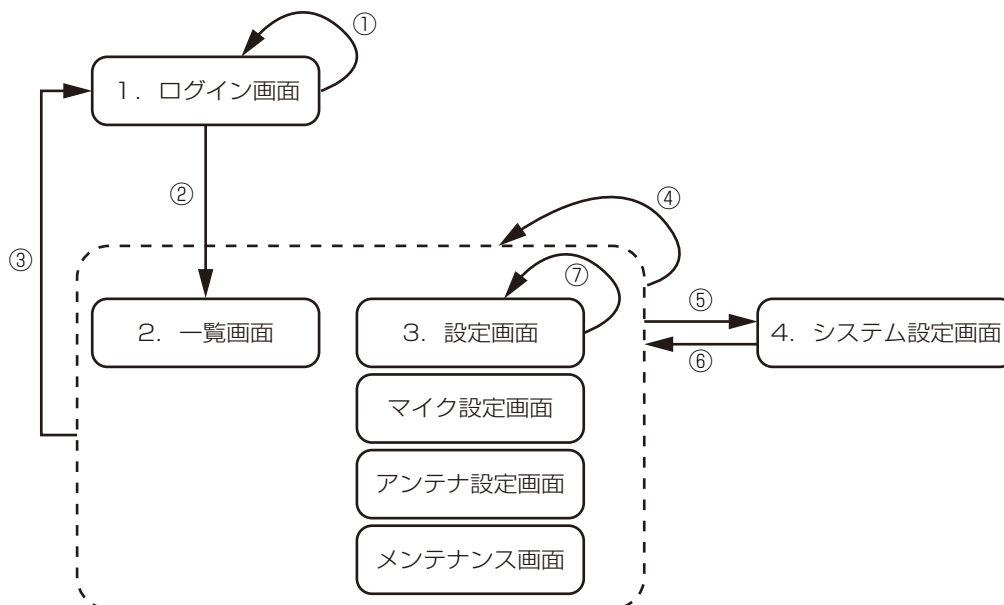 ①
１．ログイン画面
②
④
③
⑦
⑤
２．一覧画面
３．設定画面
４．システム設定画面
⑥
マイク設定画面
アンテナ設定画面
メンテナンス画面